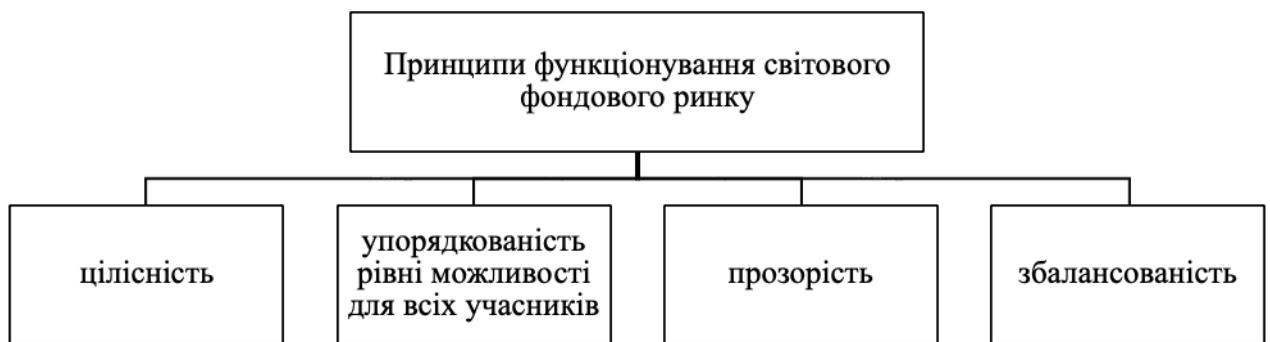 Принципи функціонування світового
фондового ринку
цілісність
упорядкованість
рівні можливості
для всіх учасників
прозорість
збалансованість